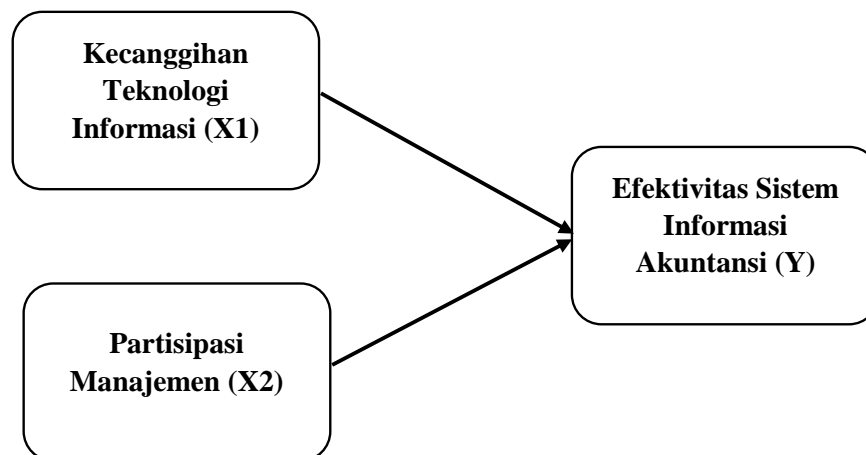 Kecanggihan
Teknologi
Informasi (X1)
Efektivitas Sistem
Informasi
Akuntansi (Y)
Partisipasi
Manajemen (X2)